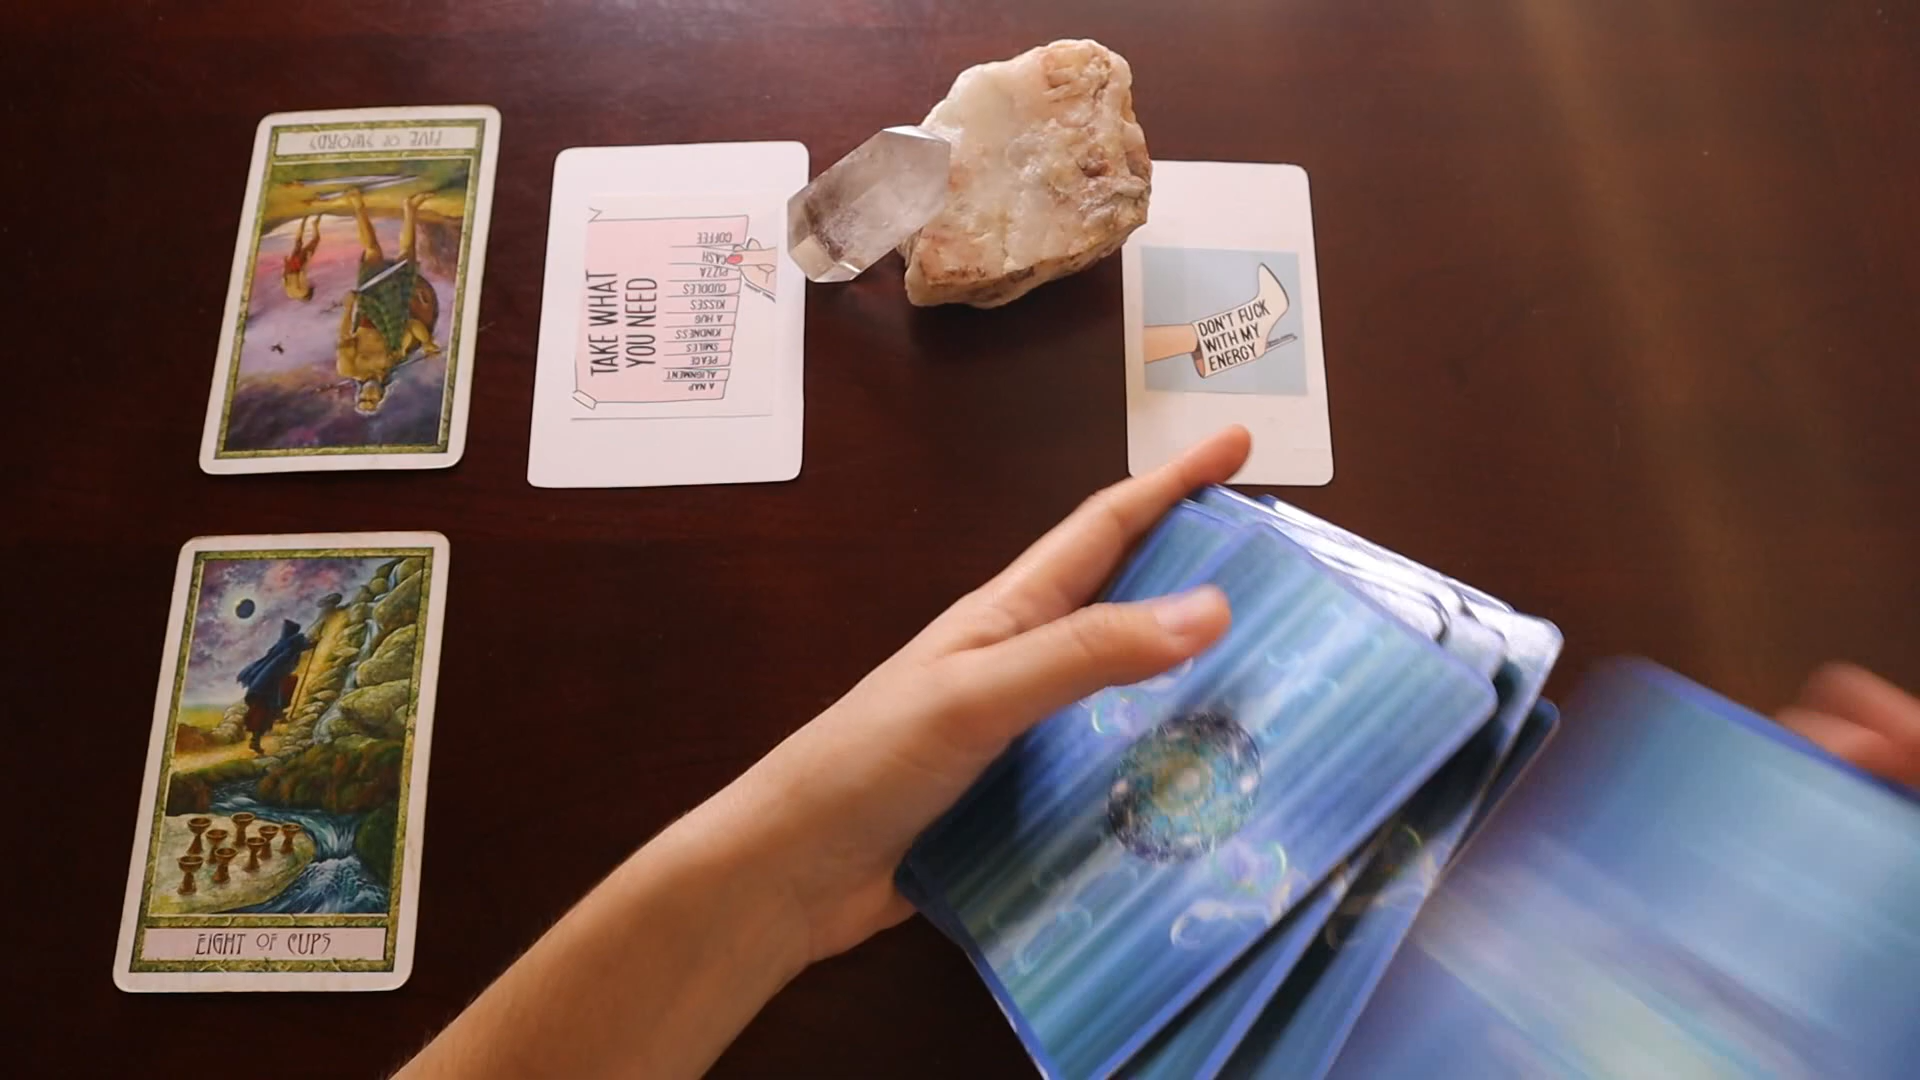 FIVE OF SWORDS
TAKE WHAT
YOU NEED
COFFEE
CASH
PIZZA
CUDDLES
KISSES
A HUG
KINDNESS
SMILES
PEACE
ALIGNMENT
A NAP
DON'T FUCK
WITH MY
ENERGY
EIGHT OF CUPS